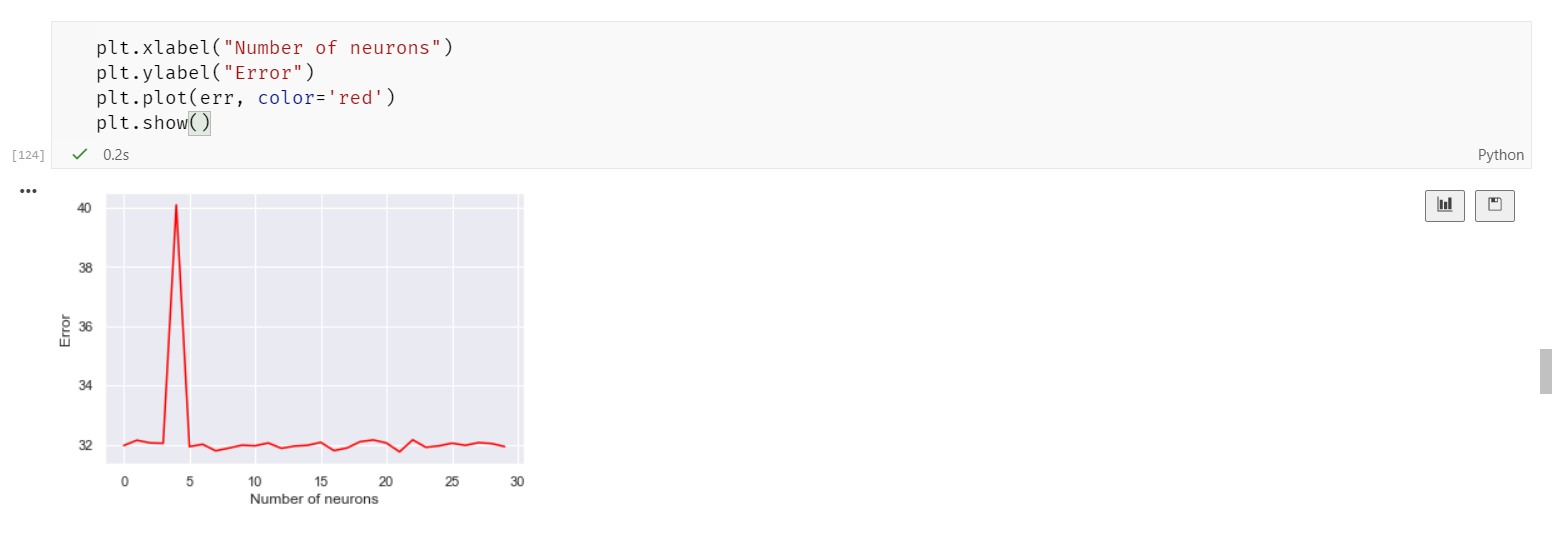 plt.xlabel("Number of neurons")
plt.ylabel("Error")
plt.plot(err, color='red')
plt.show()
[124]
0.2s
Python
40
38
36
34
32
Error
0 5 10 15 20 25 30
Number of neurons